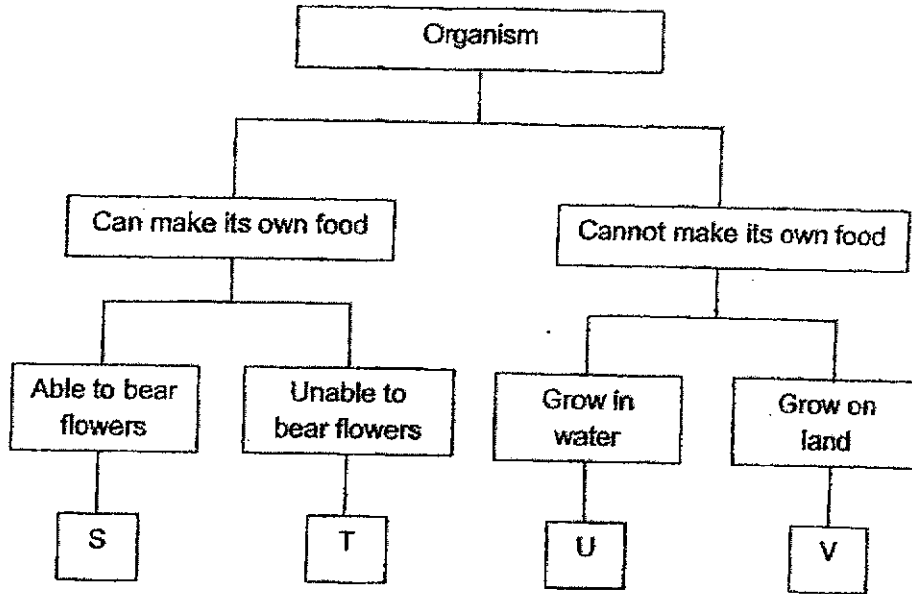 Organism
Can make its own food
Cannot make its own food
Able to bear
flowers
Unable to
bear flowers
Grow in
water
Grow on
land
S
T
U
V